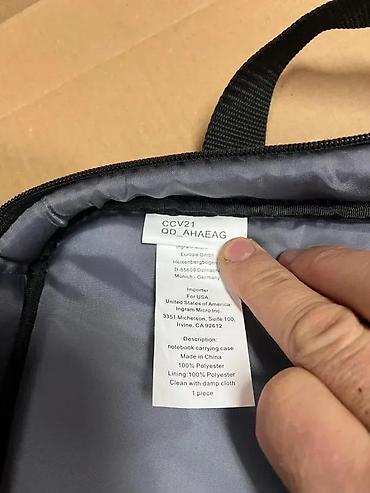 CCV21
QD_AHAEAG
Ingram
Europe GmbH
Heisenbergbogen
D-85609 Dornach
Munich - Germany
Importer
For USA
United States of America
Ingram Micro Inc.
3351 Michelson, Suite 100,
Irvine, CA 92612
Description:
notebook carrying case
Made in China
100% Polyester
Lining:100% Polyester
Clean with damp cloth
1 piece